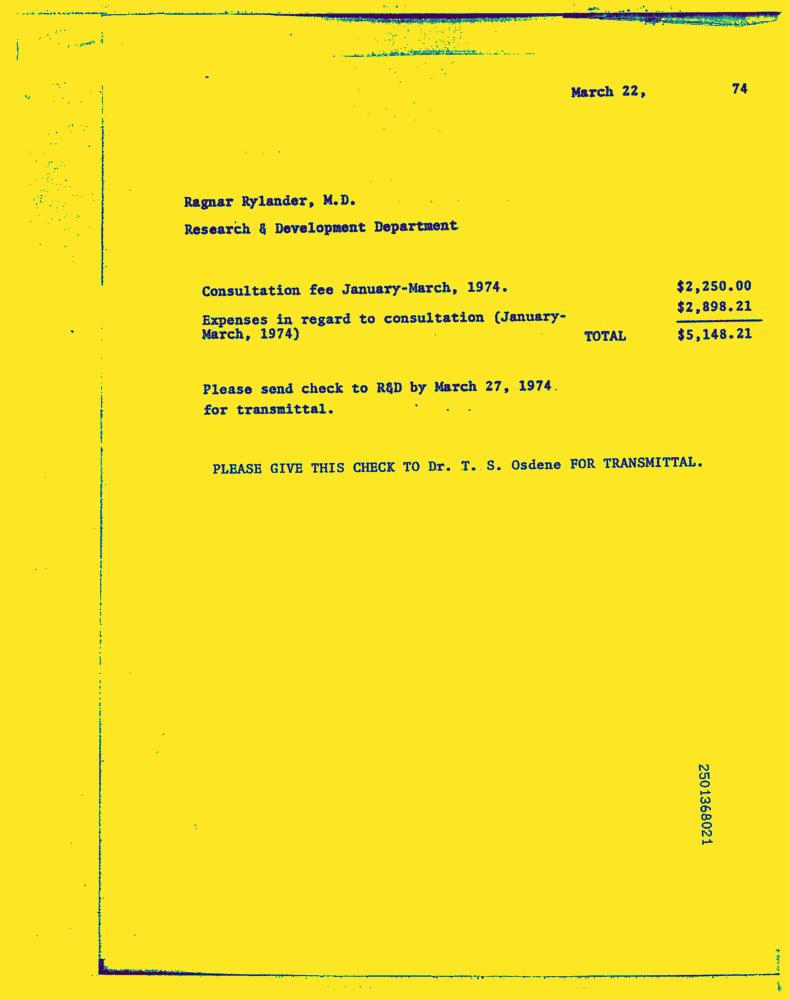 March 22, 74
Ragnar Rylander, M.D.
Research & Development Department
Consultation fee January-March, 1974. $2,250.00
Expenses in regard to consultation (January- $2,898.21
March, 1974) TOTAL $5,148.21
Please send check to R&D by March 27, 1974.
for transmittal.
PLEASE GIVE THIS CHECK TO Dr. T. S. Osdene FOR TRANSMITTAL.
2501368021